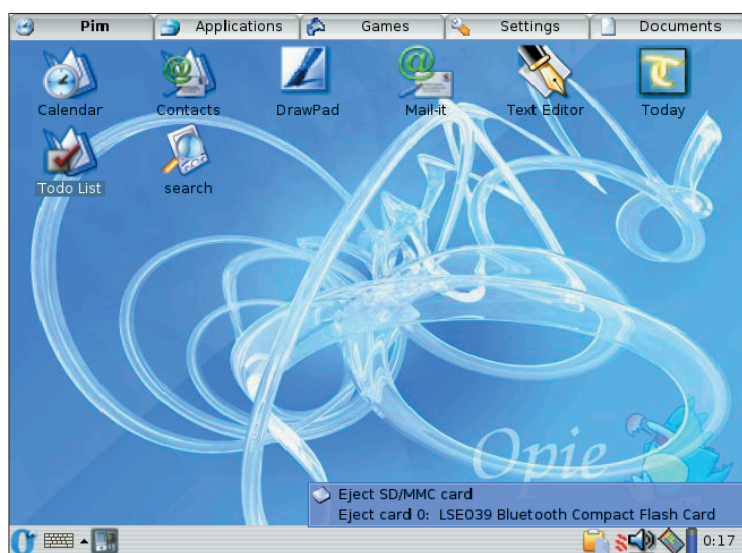 Pim Applications Games Settings Documents
Calendar Contacts DrawPad Mail-it Text Editor Today
Todo List search
Opie
Eject SD/MMC card
Eject card 0: LSE039 Bluetooth Compact Flash Card
0:17